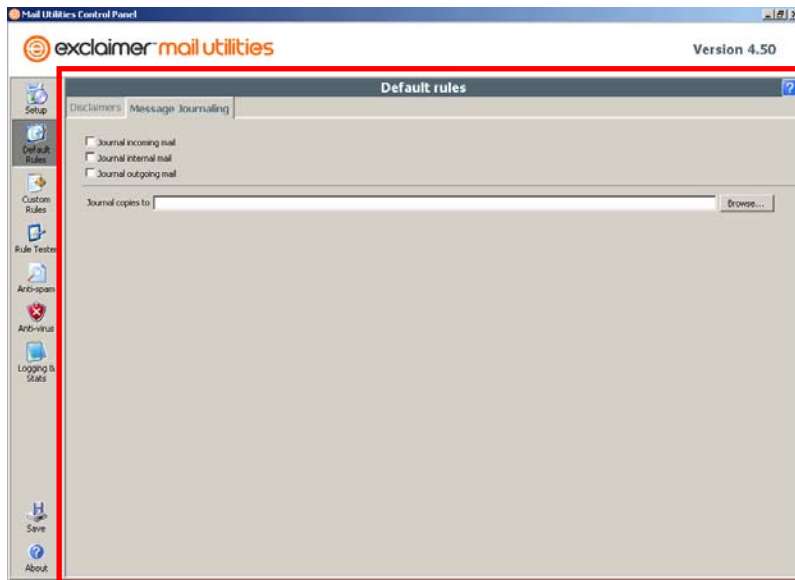 Mail Utilities Control Panel
exclaimer mail utilities
Version 4.50
Default rules
?
Setup
Disclaimers
Message Journaling
Journal incoming mail
Journal internal mail
Journal outgoing mail
Default
Rules
Journal copies to
Browse...
Custom
Rules
Rule Tester
Anti-spam
Anti-virus
Logging &
Stats
Save
About